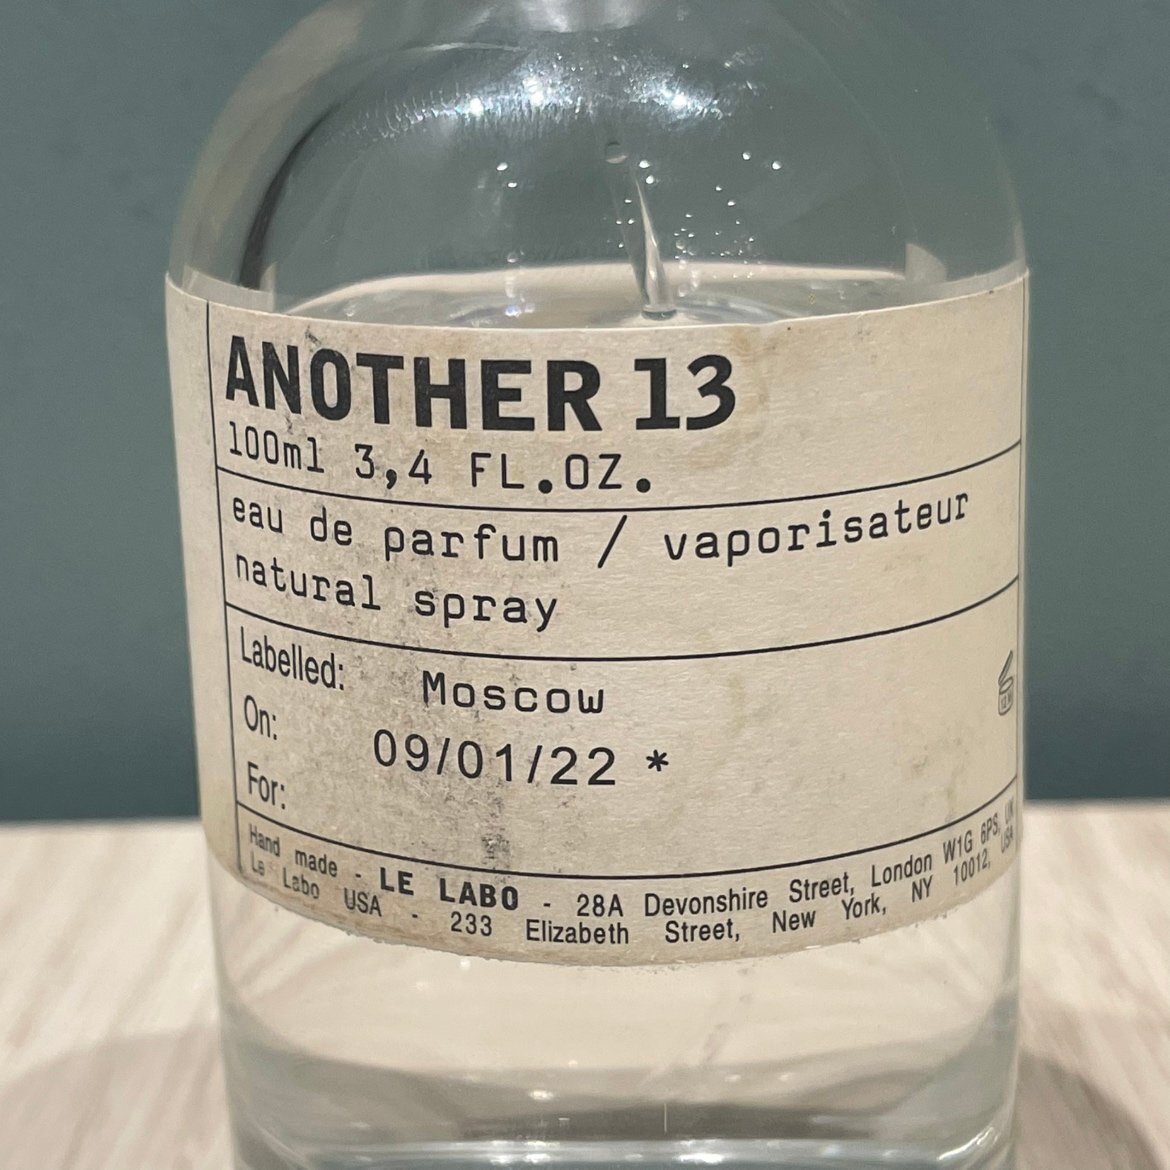 ANOTHER 13
100ml 3,4 FL.OZ.
eau de parfum / vaporisateur
natural spray
Labelled: Moscow
On: 09/01/22 *
For:
Hand made - LE LABO - 28A Devonshire Street, London W1G 6PS, UK
Le Labo USA - 233 Elizabeth Street, New York, NY 10012, USA